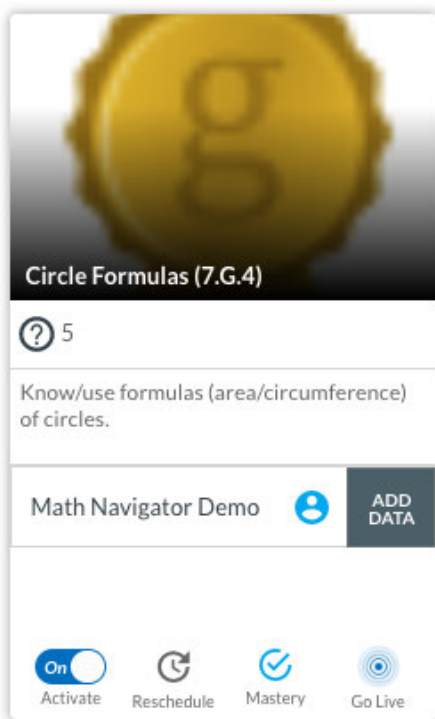 g
Circle Formulas (7.G.4)
? 5
Know/use formulas (area/circumference)
of circles.
Math Navigator Demo
ADD
DATA
On
Activate
Reschedule
Mastery
Go Live